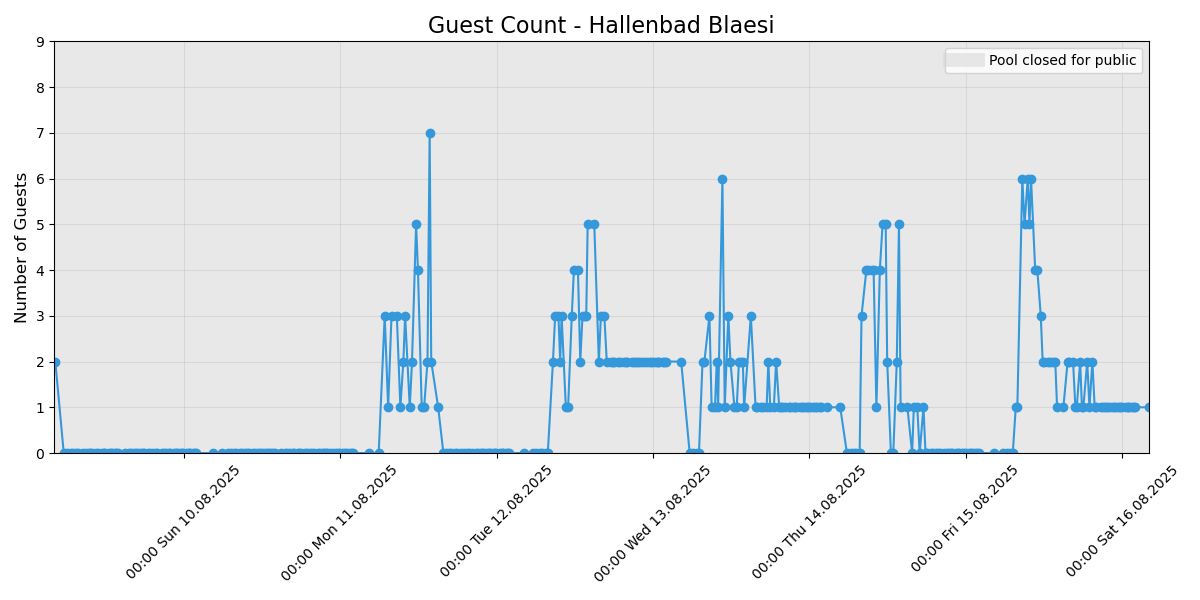 Guest Count - Hallenbad Blaesi
Pool closed for public
Number of Guests
9
8
7
6
5
4
3
2
1
0
00:00 Sun 10.08.2025
00:00 Mon 11.08.2025
00:00 Tue 12.08.2025
00:00 Wed 13.08.2025
00:00 Thu 14.08.2025
00:00 Fri 15.08.2025
00:00 Sat 16.08.2025